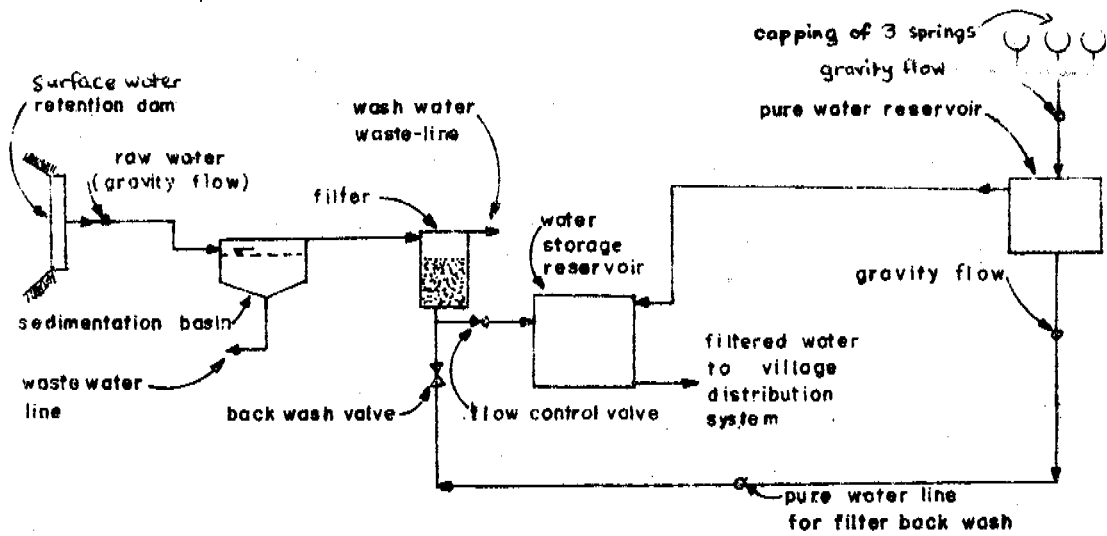 capping of 3 springs
gravity flow
pure water reservoir
Surface water
retention dam
wash water
waste-line
raw water
(gravity flow)
filter
water
storage
reservoir
gravity flow
sedimentation basin
filtered water
to village
distribution
system
waste water
line
back wash valve
flow control valve
pure water line
for filter back wash